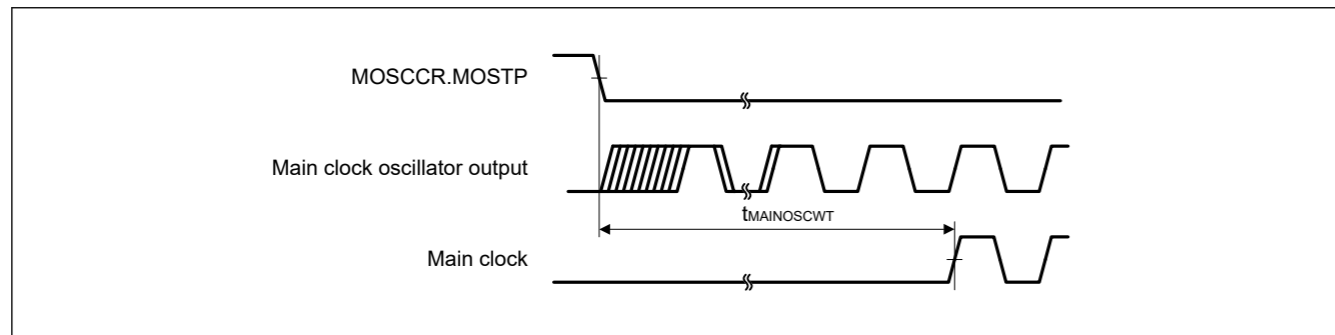 MOSCCR.MOSTP
Main clock oscillator output
tMAINOSCWT
Main clock